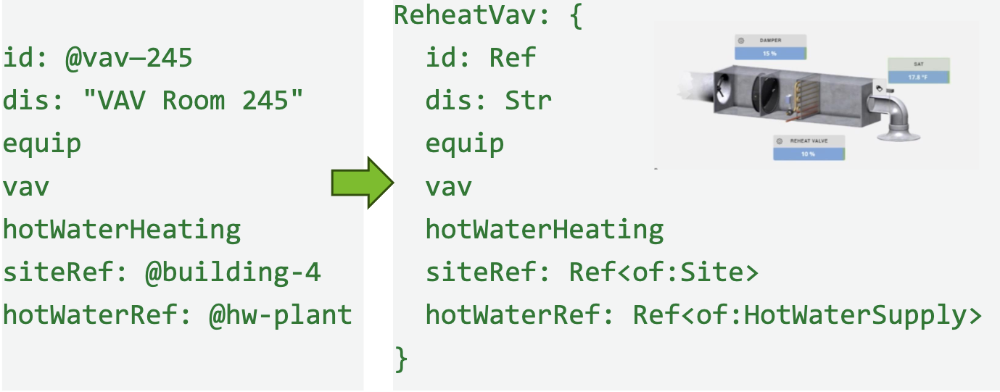 id: @vav—245
dis: "VAV Room 245"
equip
vav
hotWaterHeating
siteRef: @building-4
hotWaterRef: @hw-plant
ReheatVav: {
id: Ref
dis: Str
equip
vav
hotWaterHeating
siteRef: Ref<of:Site>
hotWaterRef: Ref<of:HotWaterSupply>
}
DAMPER
15 %
SAT
17.8 °F
REHEAT VALVE
10 %